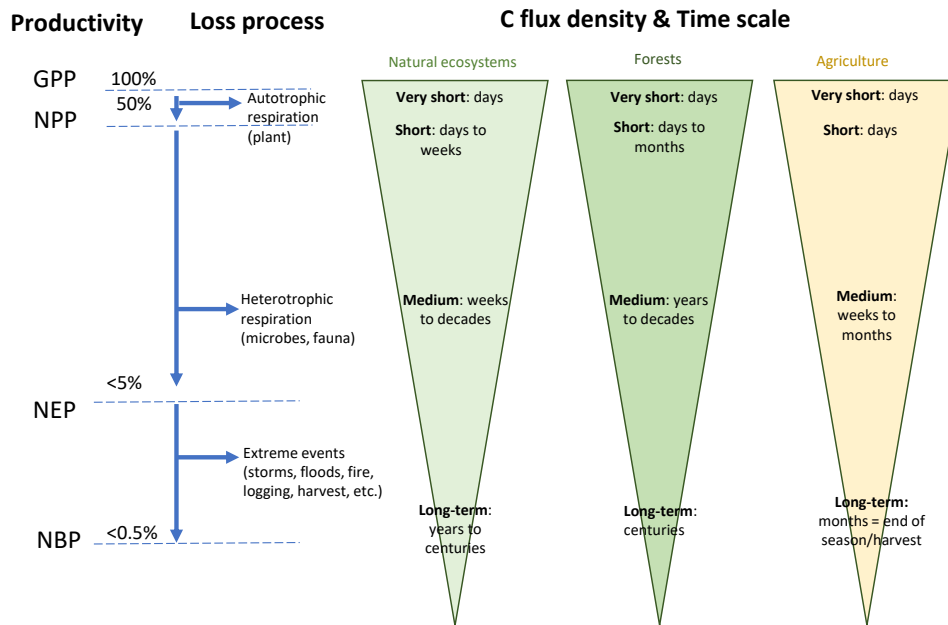 Productivity
Loss process
C flux density & Time scale
GPP
100%
50%
NPP
Autotrophic
respiration
(plant)
Heterotrophic
respiration
(microbes, fauna)
<5%
NEP
Extreme events
(storms, floods, fire,
logging, harvest, etc.)
<0.5%
NBP
Natural ecosystems
Very short: days
Short: days to
weeks
Medium: weeks
to decades
Long-term:
years to
centuries
Forests
Very short: days
Short: days to
months
Medium: years
to decades
Long-term:
centuries
Agriculture
Very short: days
Short: days
Medium:
weeks to
months
Long-term:
months = end of
season/harvest